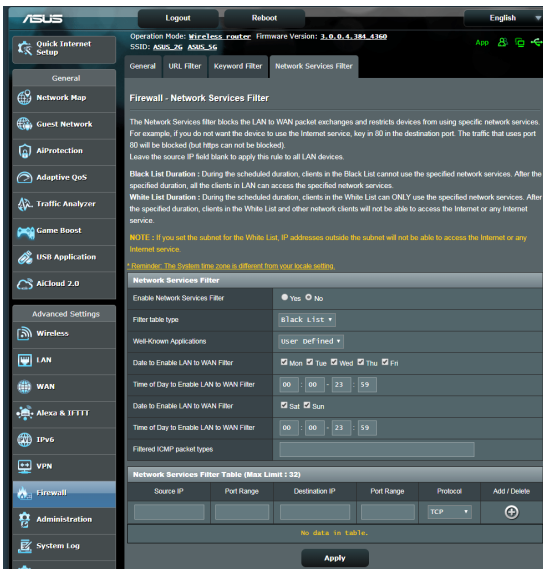 ASUS
Logout
Reboot
English
Quick Internet Setup
Operation Mode: Wireless router Firmware Version: 3.0.0.4.384_4360
SSID: ASUS_2G ASUS_5G
App
General
Network Map
Guest Network
AiProtection
Adaptive QoS
Traffic Analyzer
Game Boost
USB Application
AiCloud 2.0
Advanced Settings
Wireless
LAN
WAN
Alexa & IFTTT
IPv6
VPN
Firewall
Administration
System Log
General URL Filter Keyword Filter Network Services Filter
Firewall - Network Services Filter
The Network Services filter blocks the LAN to WAN packet exchanges and restricts devices from using specific network services.
For example, if you do not want the device to use the Internet service, key in 80 in the destination port. The traffic that uses port
80 will be blocked (but https can not be blocked).
Leave the source IP field blank to apply this rule to all LAN devices.
Black List Duration : During the scheduled duration, clients in the Black List cannot use the specified network services. After the
specified duration, all the clients in LAN can access the specified network services.
White List Duration : During the scheduled duration, clients in the White List can ONLY use the specified network services. After
the specified duration, clients in the White List and other network clients will not be able to access the Internet or any Internet
service.
NOTE : If you set the subnet for the White List, IP addresses outside the subnet will not be able to access the Internet or any
Internet service.
* Reminder: The System time zone is different from your locale setting.
Network Services Filter
Enable Network Services Filter Yes No
Filter table type Black List
Well-Known Applications User Defined
Date to Enable LAN to WAN Filter Mon Tue Wed Thu Fri
Time of Day to Enable LAN to WAN Filter 00 : 00 - 23 : 59
Date to Enable LAN to WAN Filter Sat Sun
Time of Day to Enable LAN to WAN Filter 00 : 00 - 23 : 59
Filtered ICMP packet types
Network Services Filter Table (Max Limit : 32)
Source IP Port Range Destination IP Port Range Protocol Add / Delete
TCP
No data in table.
Apply